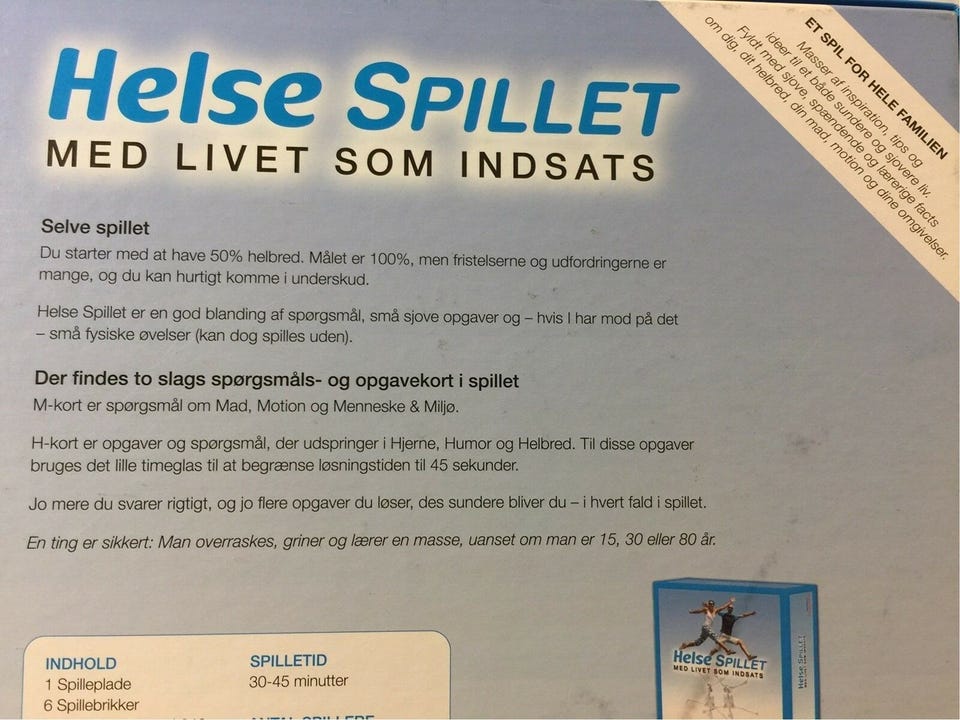 Helse SPILLET
MED LIVET SOM INDSATS
ET SPIL FOR HELE FAMILIEN
Masser af inspiration, tips og
ideer til et både sundere og sjovere liv.
Fyldt med sjove, spændende og lærerige facts
om dig, dit helbred, din mad, motion og dine omgivelser.
Selve spillet
Du starter med at have 50% helbred. Målet er 100%, men fristelserne og udfordringerne er
mange, og du kan hurtigt komme i underskud.
Helse Spillet er en god blanding af spørgsmål, små sjove opgaver og – hvis I har mod på det
– små fysiske øvelser (kan dog spilles uden).
Der findes to slags spørgsmåls- og opgavekort i spillet
M-kort er spørgsmål om Mad, Motion og Menneske & Miljø.
H-kort er opgaver og spørgsmål, der udspringer i Hjerne, Humor og Helbred. Til disse opgaver
bruges det lille timeglas til at begrænse løsningstiden til 45 sekunder.
Jo mere du svarer rigtigt, og jo flere opgaver du løser, des sundere bliver du – i hvert fald i spillet.
En ting er sikkert: Man overraskes, griner og lærer en masse, uanset om man er 15, 30 eller 80 år.
INDHOLD
1 Spilleplade
6 Spillebrikker
SPILLETID
30-45 minutter
ANTAL SPILLERE
Helse SPILLET
MED LIVET SOM INDSATS
Helse SPILLET